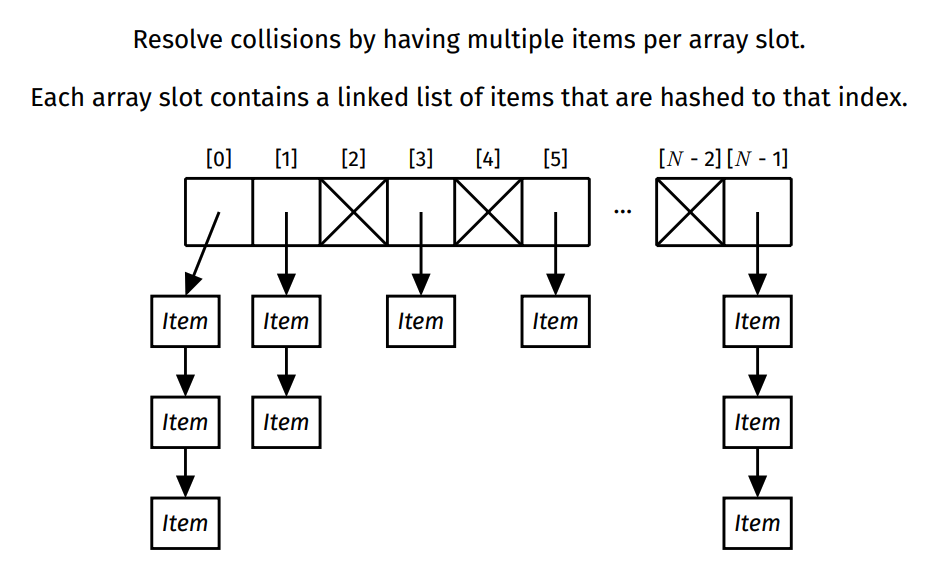 Resolve collisions by having multiple items per array slot.
Each array slot contains a linked list of items that are hashed to that index.
[0] [1] [2] [3] [4] [5] [N - 2] [N - 1]
...
Item Item Item Item Item
Item Item Item
Item Item